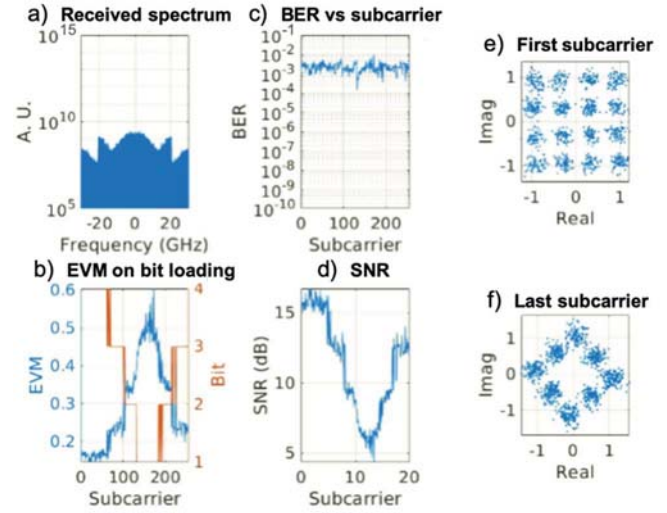 a) Received spectrum
10^15
10^10
10^5
A. U.
-20 0 20
Frequency (GHz)
c) BER vs subcarrier
10^-1
10^-2
10^-3
10^-4
10^-5
10^-6
10^-7
10^-8
10^-9
10^-10
BER
0 100 200
Subcarrier
e) First subcarrier
1
0
-1
Imag
-1 0 1
Real
b) EVM on bit loading
0.6
0.5
0.4
0.3
0.2
EVM
4
3
2
1
Bit
0 100 200
Subcarrier
d) SNR
15
10
5
SNR (dB)
0 20
Subcarrier
f) Last subcarrier
1
0
-1
Imag
-1 0 1
Real